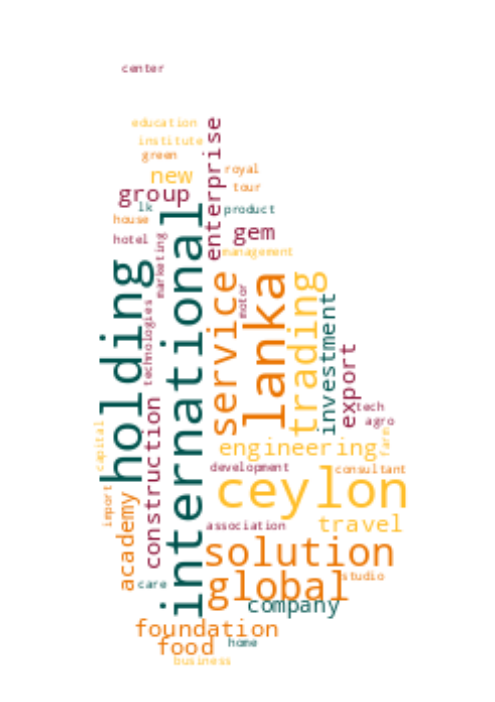 center
education
institute
green
enterprise
new
royal
tour
group
lk
product
house
hotel
gem
marketing
management
international
holding
technologies
service
motor
lanka
trading
investment
export
tech
agro
construction
capital
engineering
farm
development
consultant
ceylon
import
academy
association
travel
solution
care
global
studio
company
foundation
food
home
business